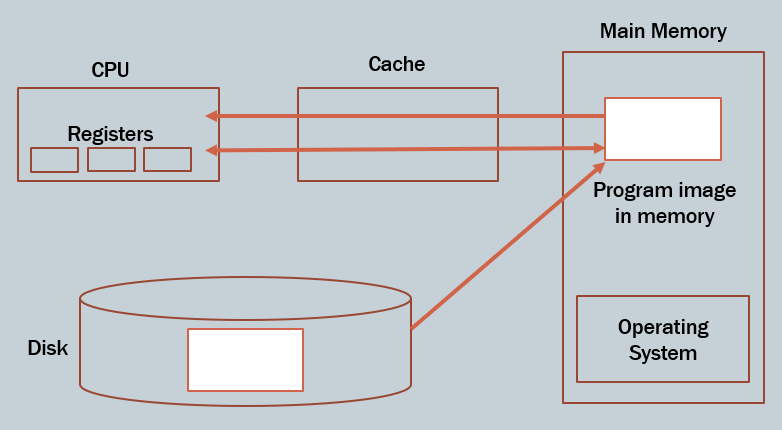 Main Memory
CPU
Cache
Registers
Program image
in memory
Disk
Operating
System